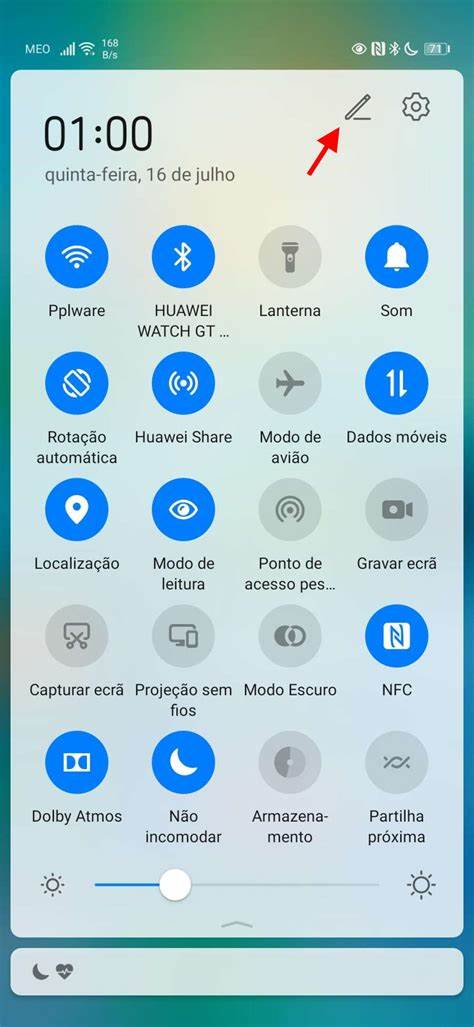 MEO 168 B/s 71
01:00
quinta-feira, 16 de julho
Pplware HUAWEI WATCH GT ... Lanterna Som
Rotação automática Huawei Share Modo de avião Dados móveis
Localização Modo de leitura Ponto de acesso pes... Gravar ecrã
Capturar ecrã Projeção sem fios Modo Escuro NFC
Dolby Atmos Não incomodar Armazena-mento Partilha próxima